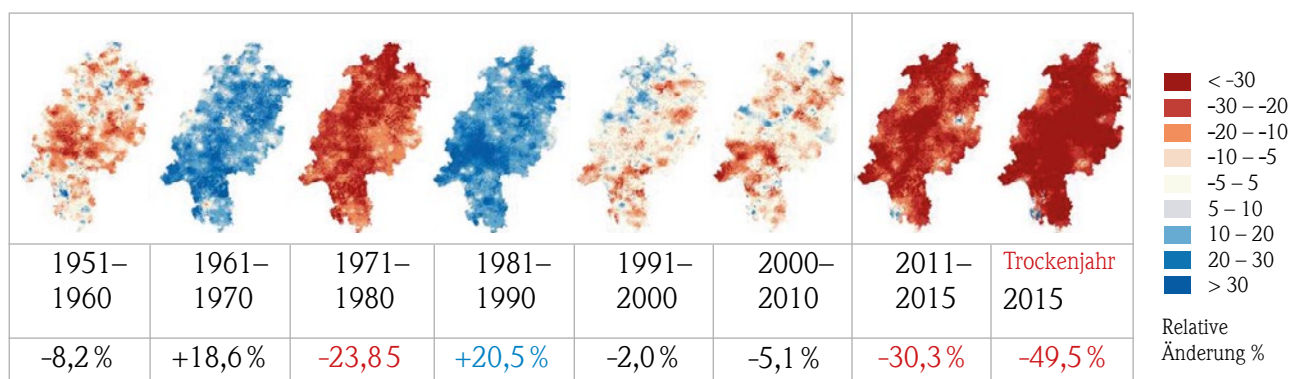 1951–
1960
1961–
1970
1971–
1980
1981–
1990
1991–
2000
2000–
2010
2011–
2015
Trockenjahr
2015
-8,2 %
+18,6 %
-23,85
+20,5 %
-2,0 %
-5,1 %
-30,3 %
-49,5 %
< -30
-30 – -20
-20 – -10
-10 – -5
-5 – 5
5 – 10
10 – 20
20 – 30
> 30
Relative
Änderung %